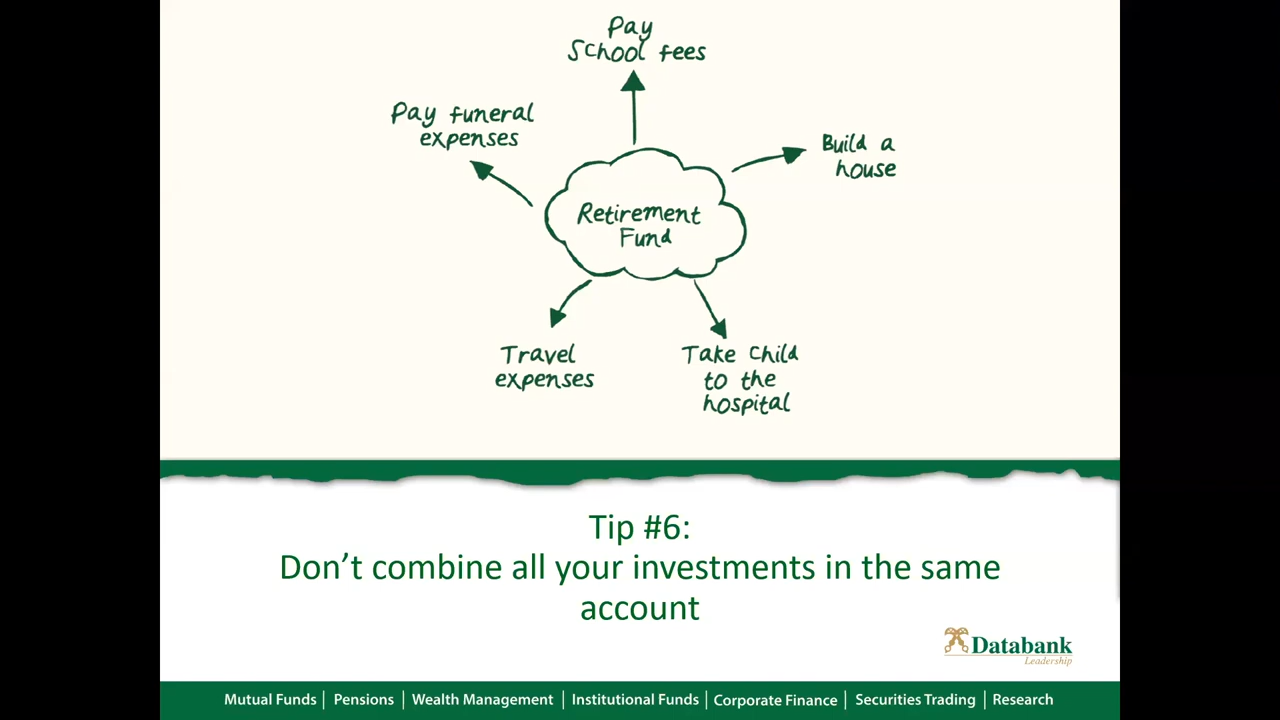 Pay
School fees
Pay funeral
expenses
Build a
house
Retirement
Fund
Travel
expenses
Take Child
to the
hospital
Tip #6:
Don’t combine all your investments in the same
account
Databank
Leadership
Mutual Funds | Pensions | Wealth Management | Institutional Funds | Corporate Finance | Securities Trading | Research